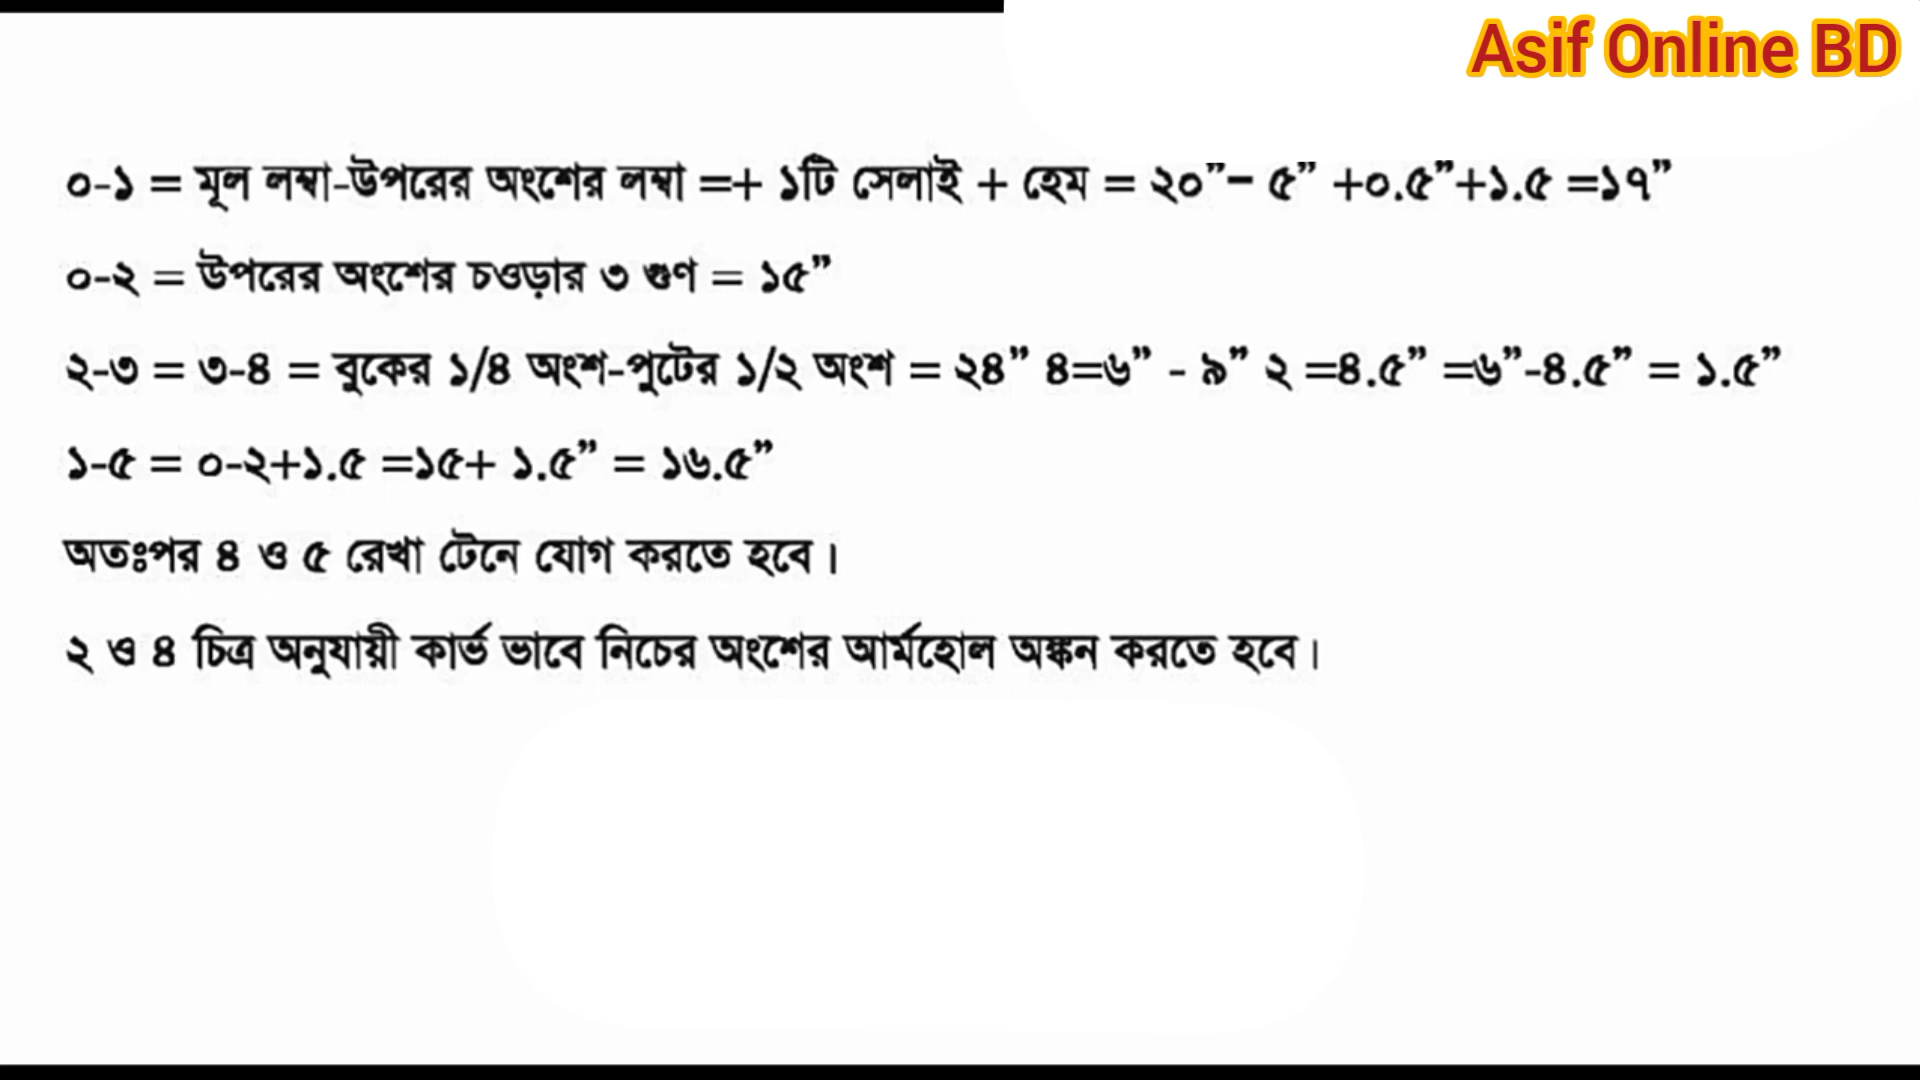 Asif Online BD
০-১ = মূল লম্বা-উপরের অংশের লম্বা =+ ১টি সেলাই + হেম = ২০”– ৫” +০.৫”+১.৫ =১৭”
০-২ = উপরের অংশের চওড়ার ৩ গুণ = ১৫”
২-৩ = ৩-৪ = বুকের ১/৪ অংশ-পুটের ১/২ অংশ = ২৪” ৪=৬” - ৯” ২ =৪.৫” =৬”-৪.৫” = ১.৫”
১-৫ = ০-২+১.৫ =১৫+ ১.৫” = ১৬.৫”
অতঃপর ৪ ও ৫ রেখা টেনে যোগ করতে হবে।
২ ও ৪ চিত্র অনুযায়ী কার্ভ ভাবে নিচের অংশের আর্মহোল অঙ্কন করতে হবে।